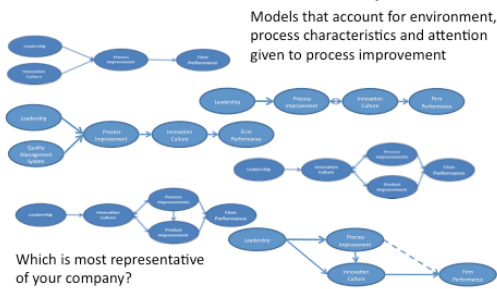 Models that account for environment,
process characteristics and attention
given to process improvement
Leadership
Innovation
Culture
Process
Improvement
Firm
Performance
Leadership
Process
Improvement
Innovation
Culture
Firm
Performance
Leadership
Quality
Management
System
Process
Improvement
Innovation
Culture
Firm
Performance
Leadership
Innovation
Culture
Process
Improvements
Product
Improvement
Firm
Performance
Leadership
Innovation
Culture
Process
Improvement
Product
Improvement
Firm
Performance
Leadership
Process
Improvement
Innovation
Culture
Firm
Performance
Which is most representative
of your company?